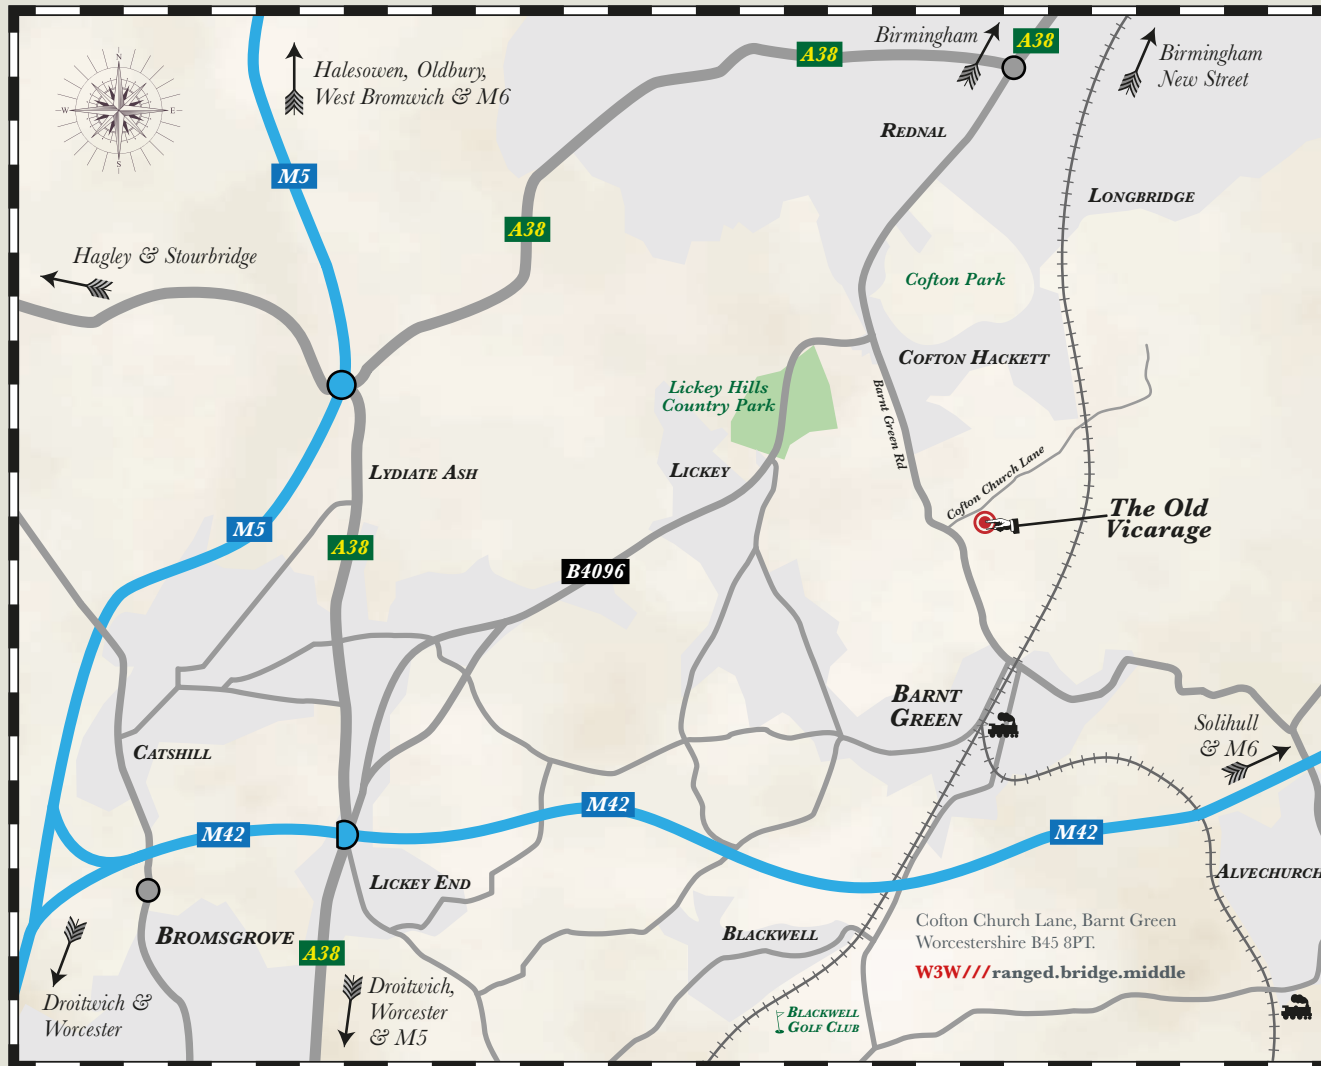 N
W
E
S
Halesowen, Oldbury,
West Bromwich & M6
Birmingham
A38
A38
Birmingham
New Street
Rednal
M5
Longbridge
A38
Hagley & Stourbridge
Cofton Park
Cofton Hackett
Lickey Hills
Country Park
Barnt Green Rd
Lydiate Ash
Lickey
Cofton Church Lane
The Old
Vicarage
M5
A38
B4096
Barnt
Green
Solihull
& M6
Catshill
M42
M42
M42
Lickey End
Alvechurch
Bromsgrove
A38
Blackwell
Cofton Church Lane, Barnt Green
Worcestershire B45 8PT.
W3W///ranged.bridge.middle
Droitwich &
Worcester
Droitwich,
Worcester
& M5
Blackwell
Golf Club